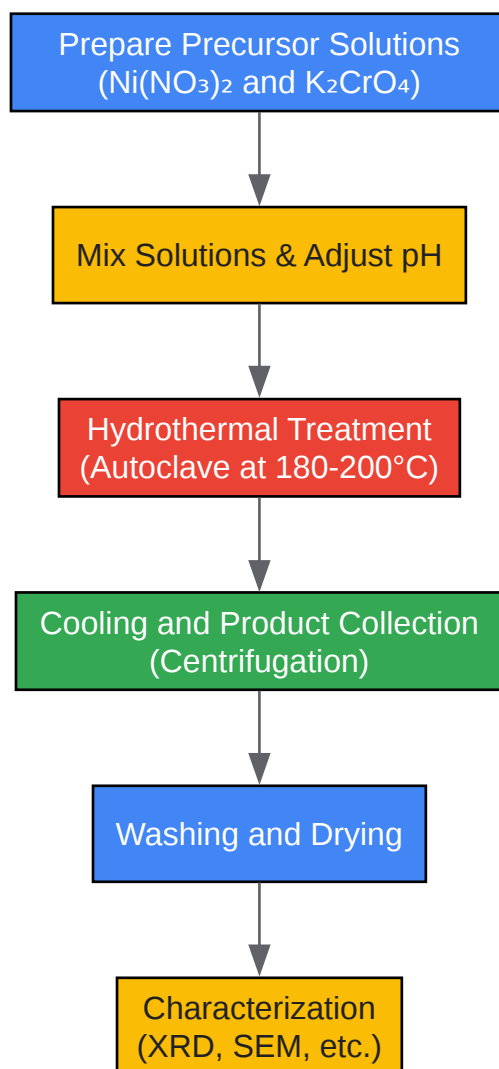 Prepare Precursor Solutions
(Ni(NO₃)₂ and K₂CrO₄)
Mix Solutions & Adjust pH
Hydrothermal Treatment
(Autoclave at 180-200°C)
Cooling and Product Collection
(Centrifugation)
Washing and Drying
Characterization
(XRD, SEM, etc.)